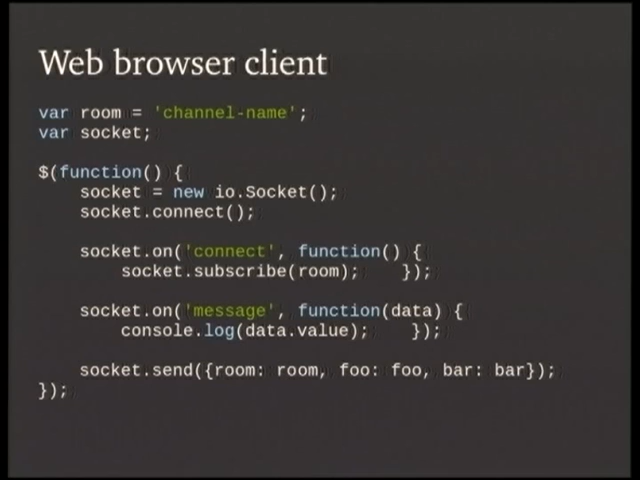 Web browser client
var room = 'channel-name';
var socket;
$(function() {
socket = new io.Socket();
socket.connect();
socket.on('connect', function() {
socket.subscribe(room); });
socket.on('message', function(data) {
console.log(data.value); });
socket.send({room: room, foo: foo, bar: bar});
});